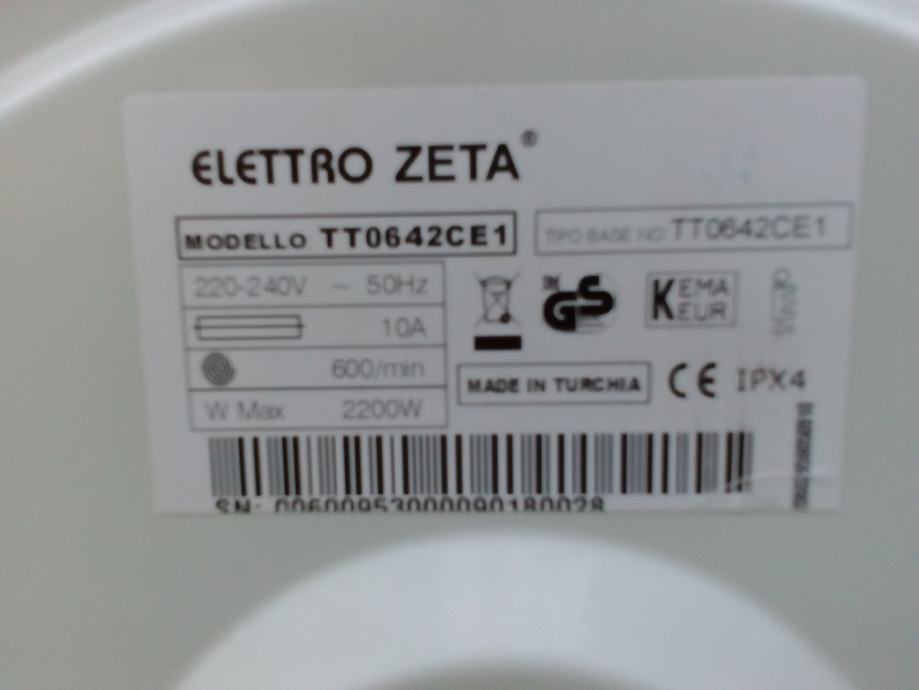 ELETTRO ZETA®
MODELLO TT0642CE1
TIPO BASE NO TT0642CE1
220-240V ~ 50Hz
10A
600/min
W Max 2200W
GS
KEMA
EUR
MADE IN TURCHIA
CE IPX4
SN: 00600953000090180028